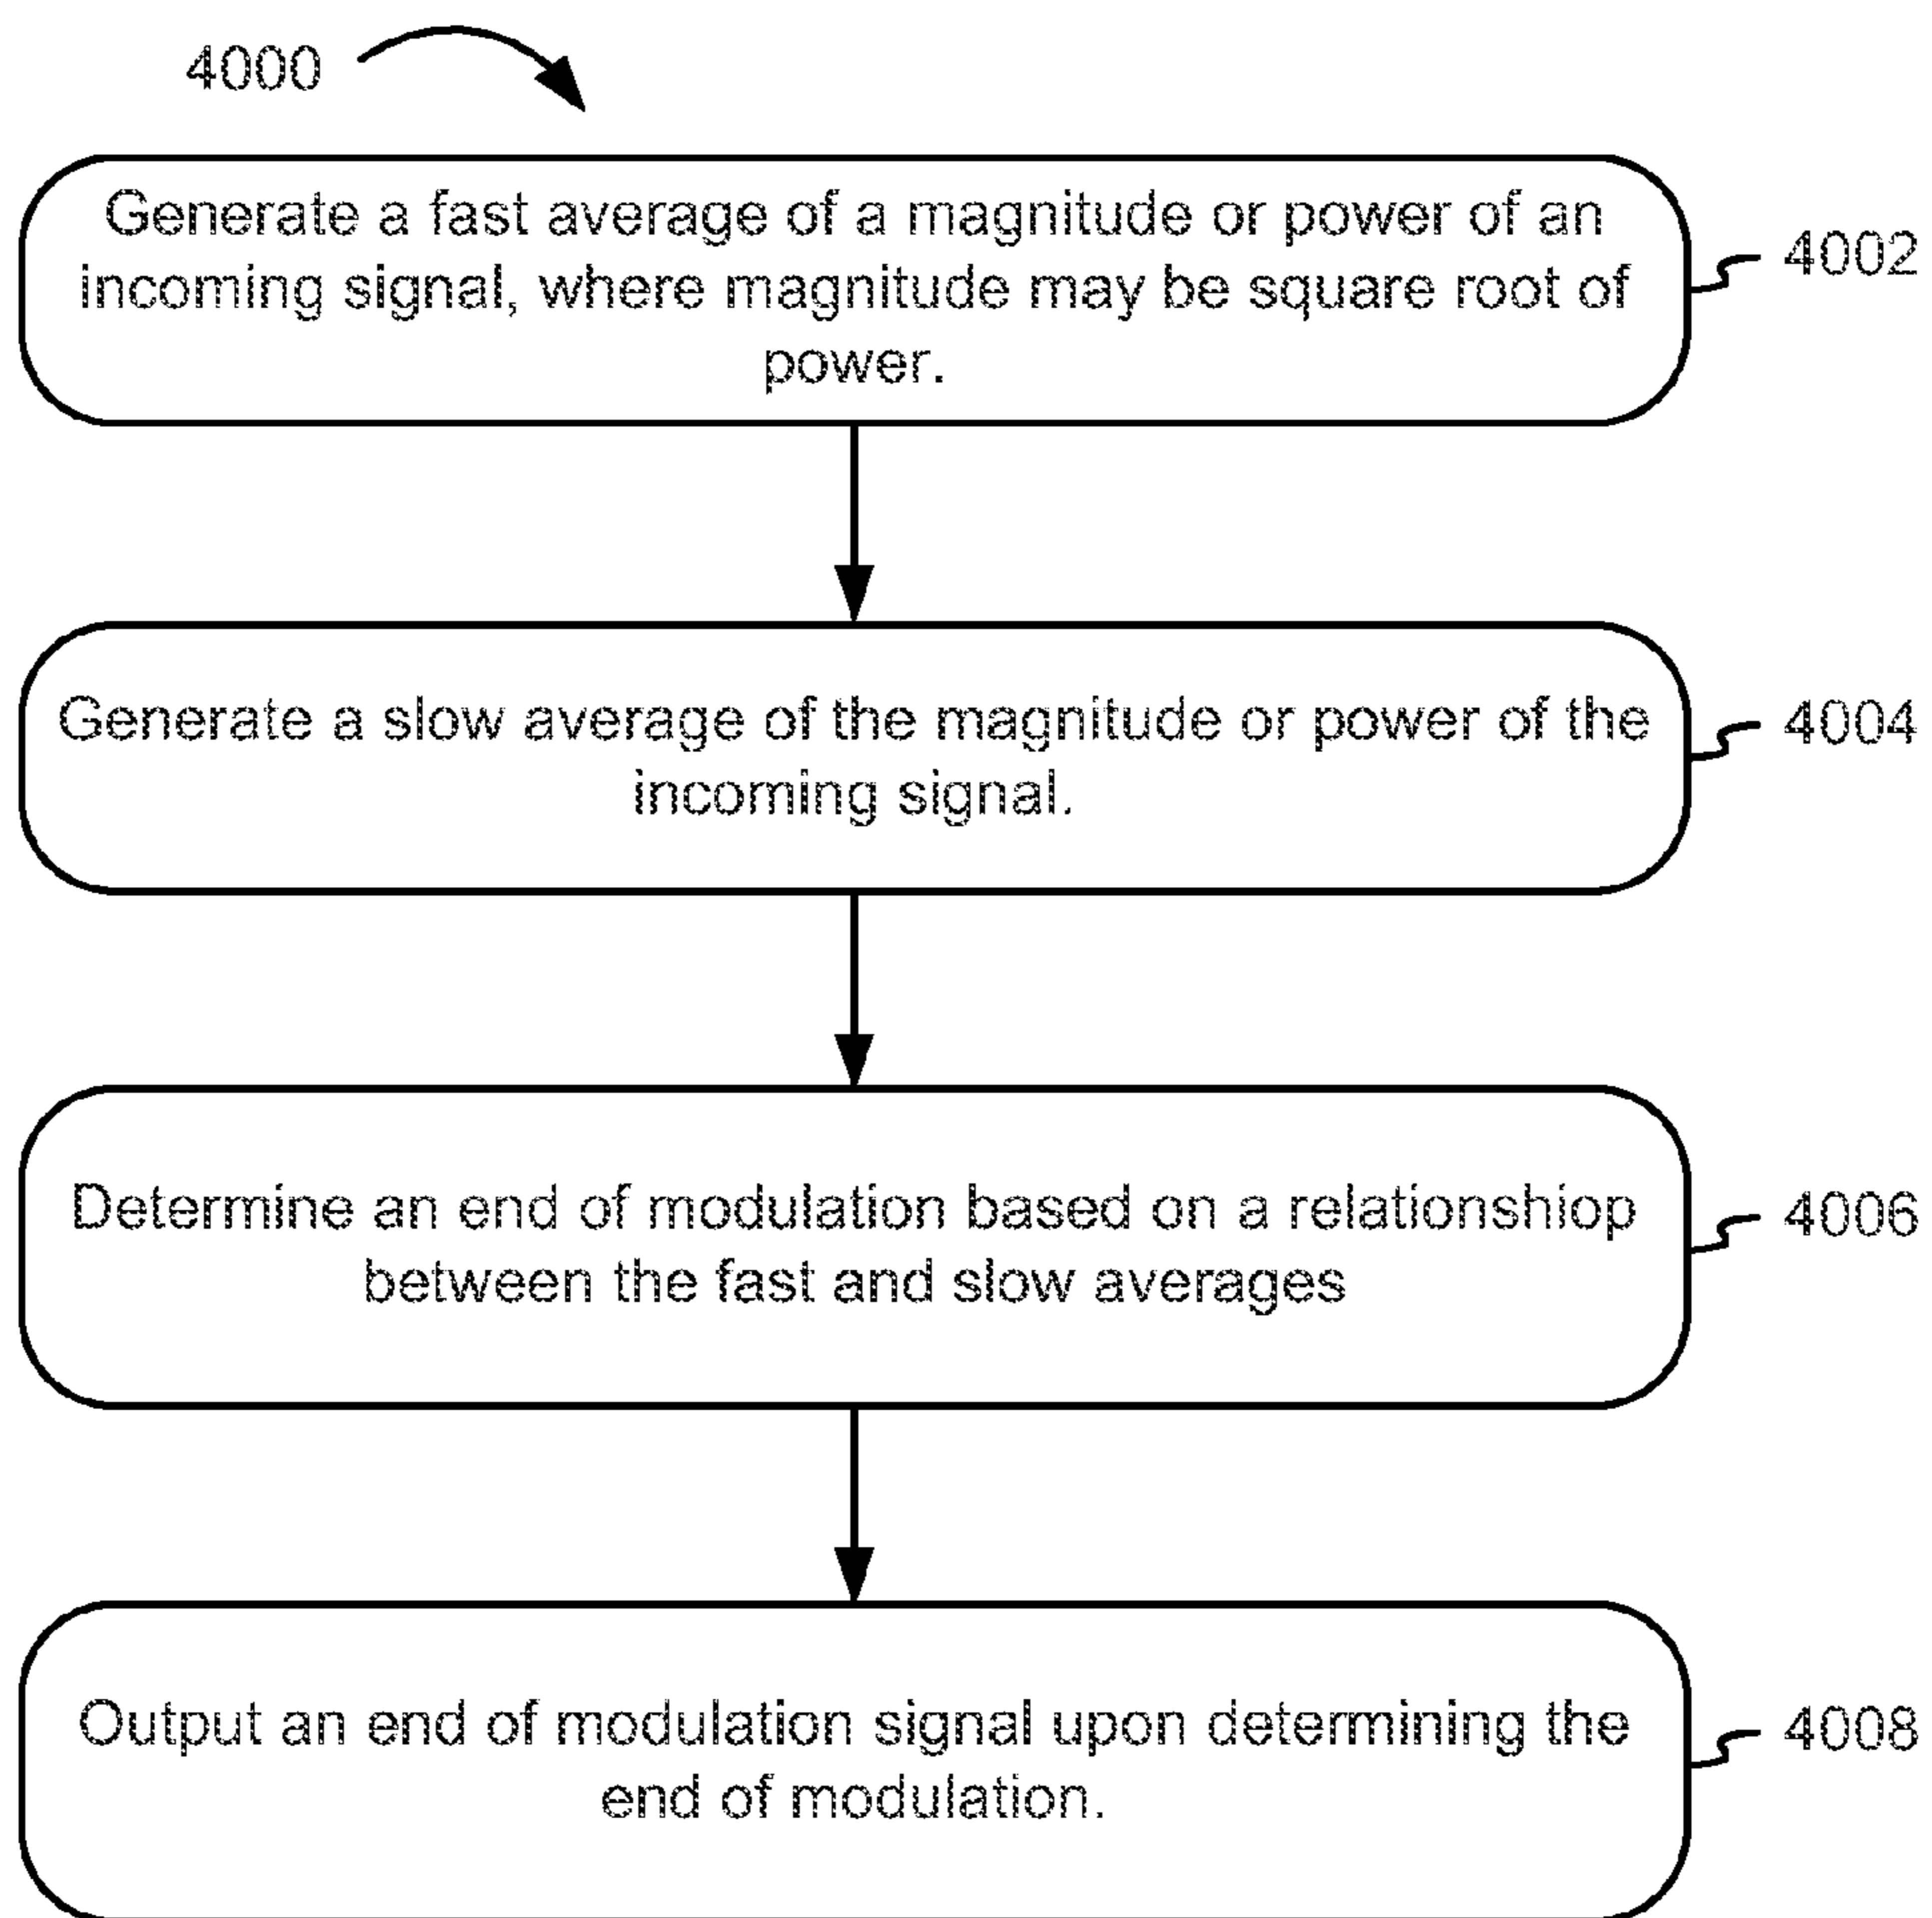 4000
Generate a fast average of a magnitude or power of an
incoming signal, where magnitude may be square root of
power.
4002
Generate a slow average of the magnitude or power of the
incoming signal.
4004
Determine an end of modulation based on a relationshiop
between the fast and slow averages
4006
Output an end of modulation signal upon determining the
end of modulation.
4008